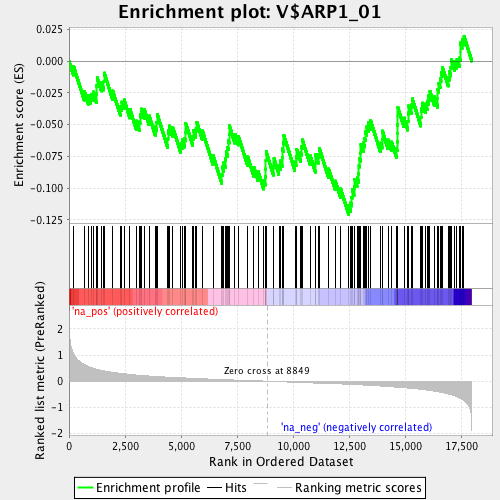 Enrichment plot: V$ARP1_01
Enrichment score (ES)
0.025
0.000
-0.025
-0.050
-0.075
-0.100
-0.125
'na_pos' (positively correlated)
Ranked list metric (PreRanked)
2
1
0
-1
-2
Zero cross at 8849
'na_neg' (negatively correlated)
0
2,500
5,000
7,500
10,000
12,500
15,000
17,500
Rank in Ordered Dataset
Enrichment profile
Hits
Ranking metric scores